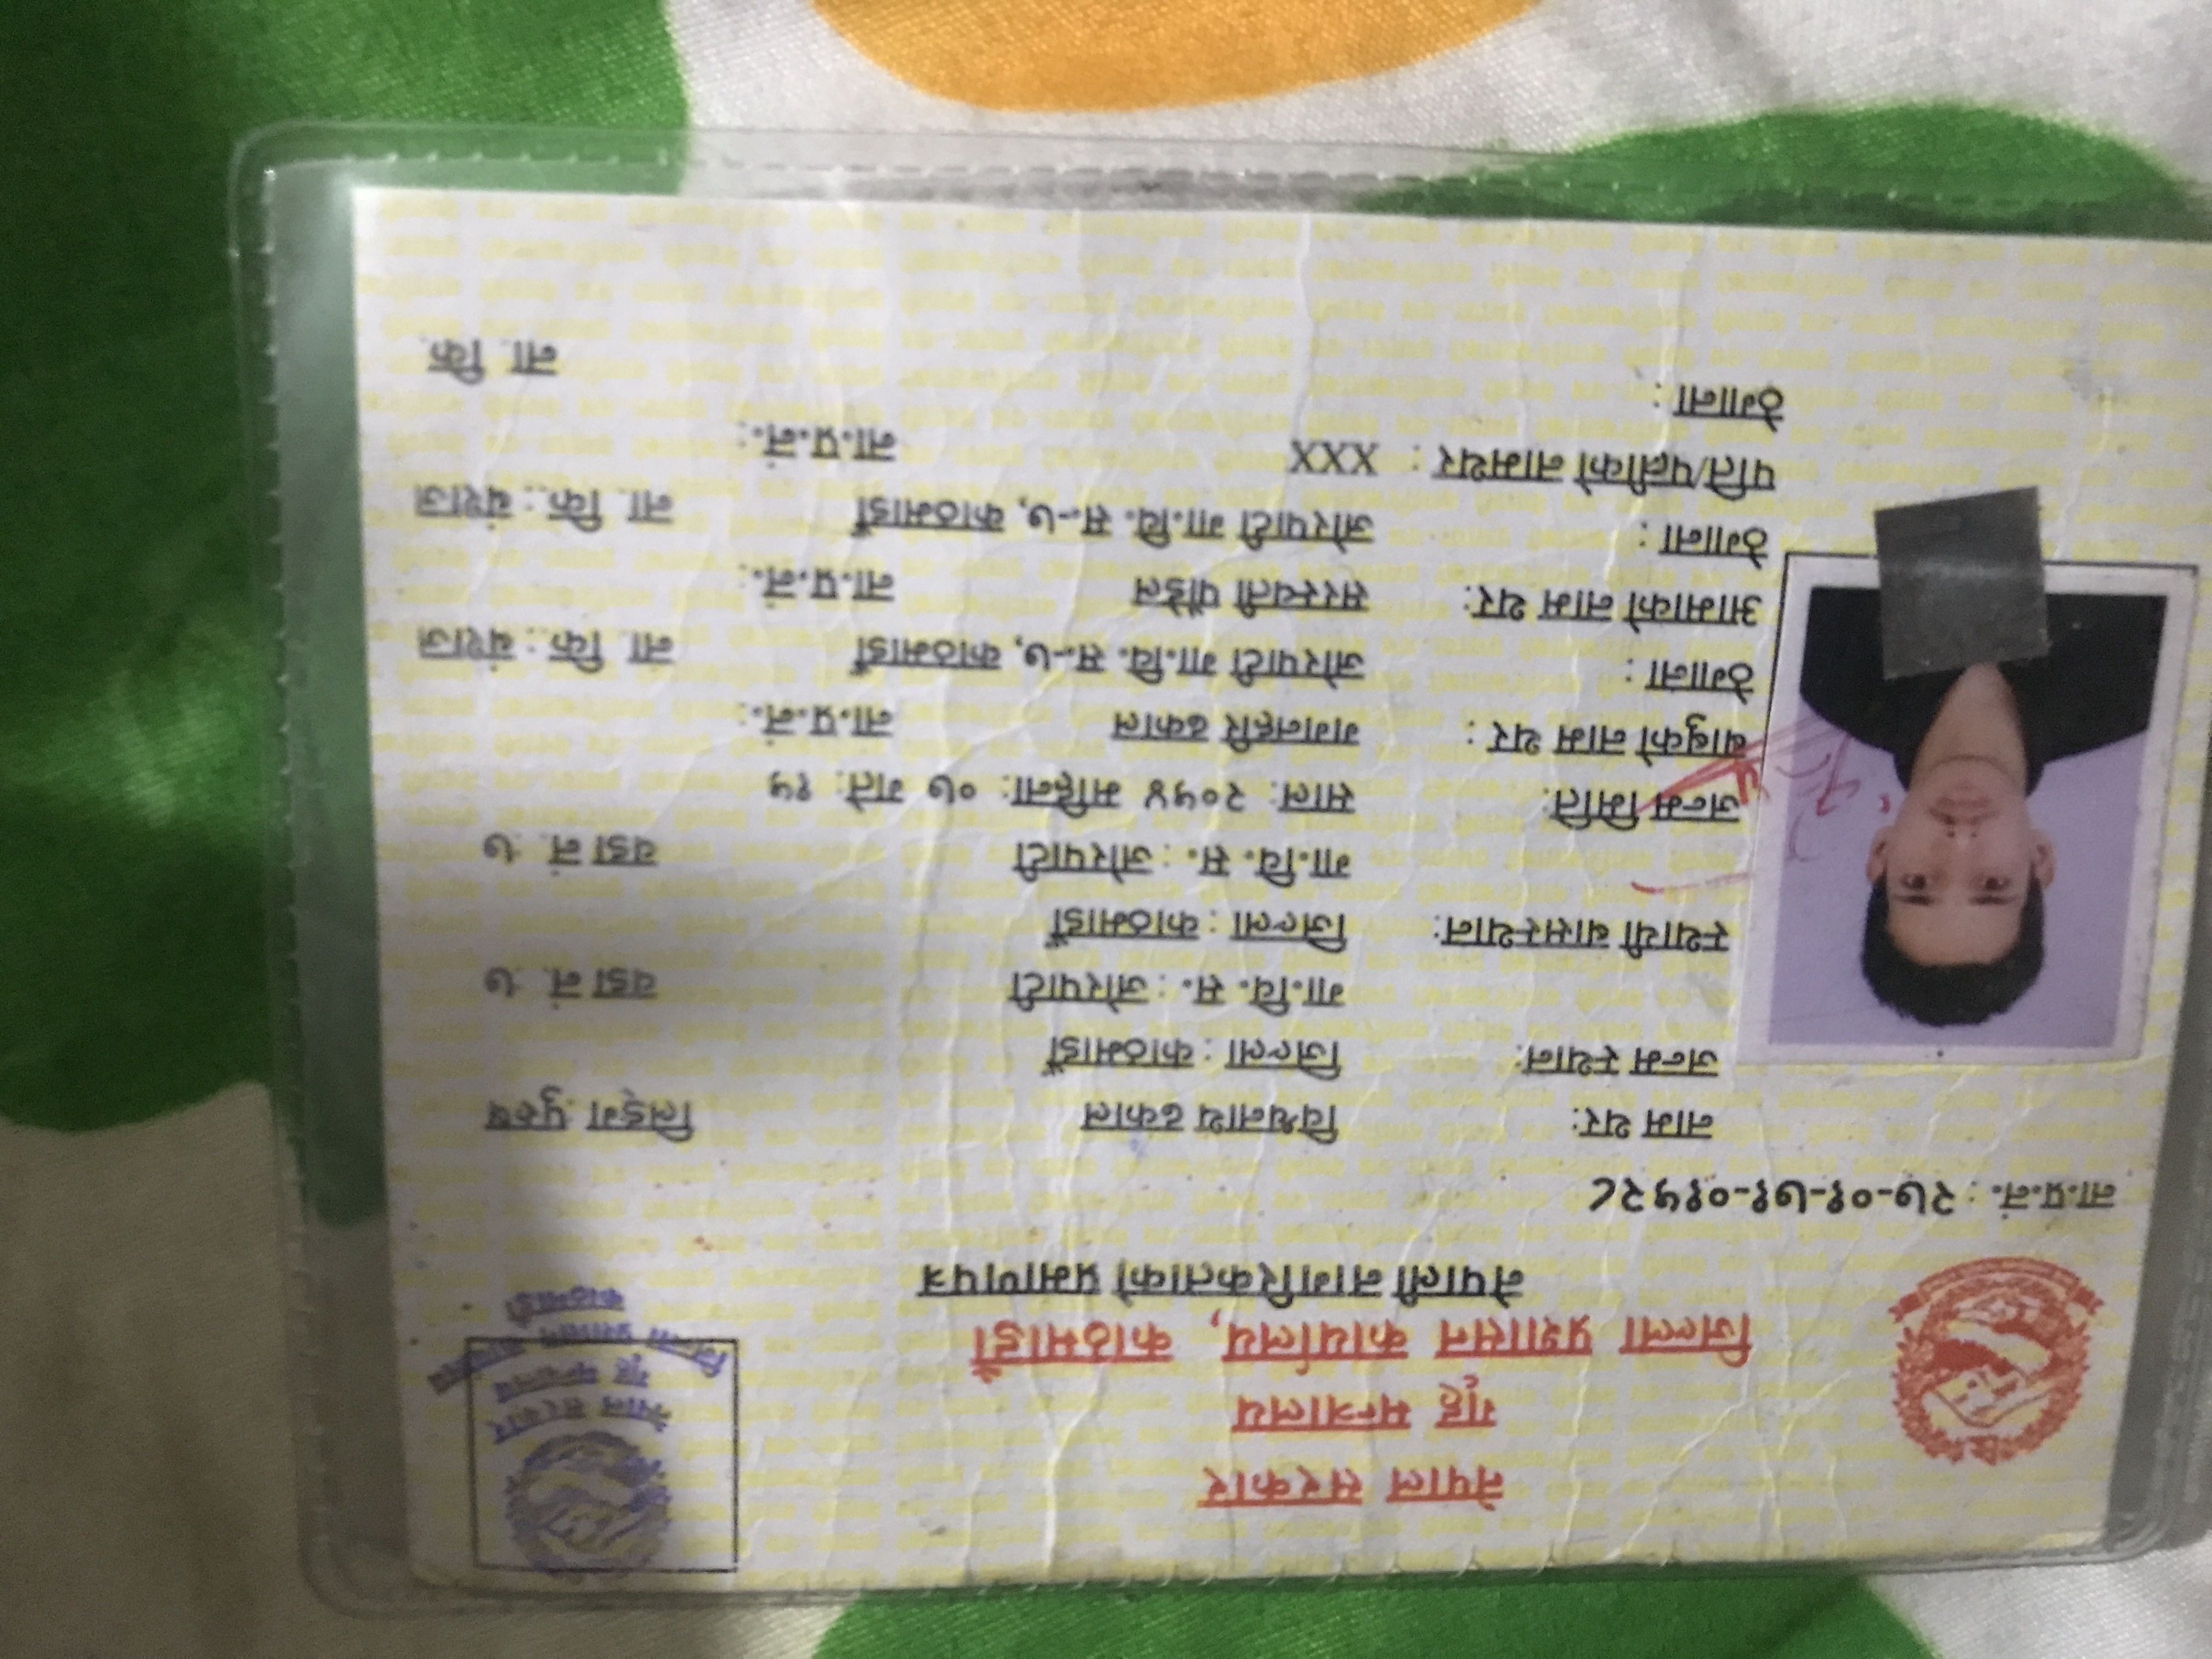 नेपाल सरकार
गृह मन्त्रालय
जिल्ला प्रशासन कार्यालय, काठमाडौं
नेपाली नागरिकताको प्रमाणपत्र
नेपाल सरकार
गृह मन्त्रालय
जिल्ला प्रशासन कार्यालय
काठमाडौं
ना.प्र.नं. : २७-०१-७१-०१५२८
नाम थर: विश्वनाथ ढकाल लिङ्ग :पुरुष
जन्म स्थान: जिल्ला : काठमाडौं
गा.वि. स. : जोरपाटी वडा नं. :७
स्थायी बासस्थान: जिल्ला : काठमाडौं
गा.वि. स. : जोरपाटी वडा नं. :७
जन्म मिति: साल: २०५४ महिना: ०७ गते: १५
बाबुको नाम थर : गगनहरि ढकाल ना.प्र.नं.:
ठेगाना : जोरपाटी गा.वि. स.-७, काठमाडौं ना. कि.: बंशज
आमाको नाम थर: सरस्वती पौडेल ना.प्र.नं.:
ठेगाना : जोरपाटी गा.वि. स.-७, काठमाडौं ना. कि.: बंशज
पति/पत्नीको नामथर : XXX ना.प्र.नं.:
ठेगाना : ना. कि.